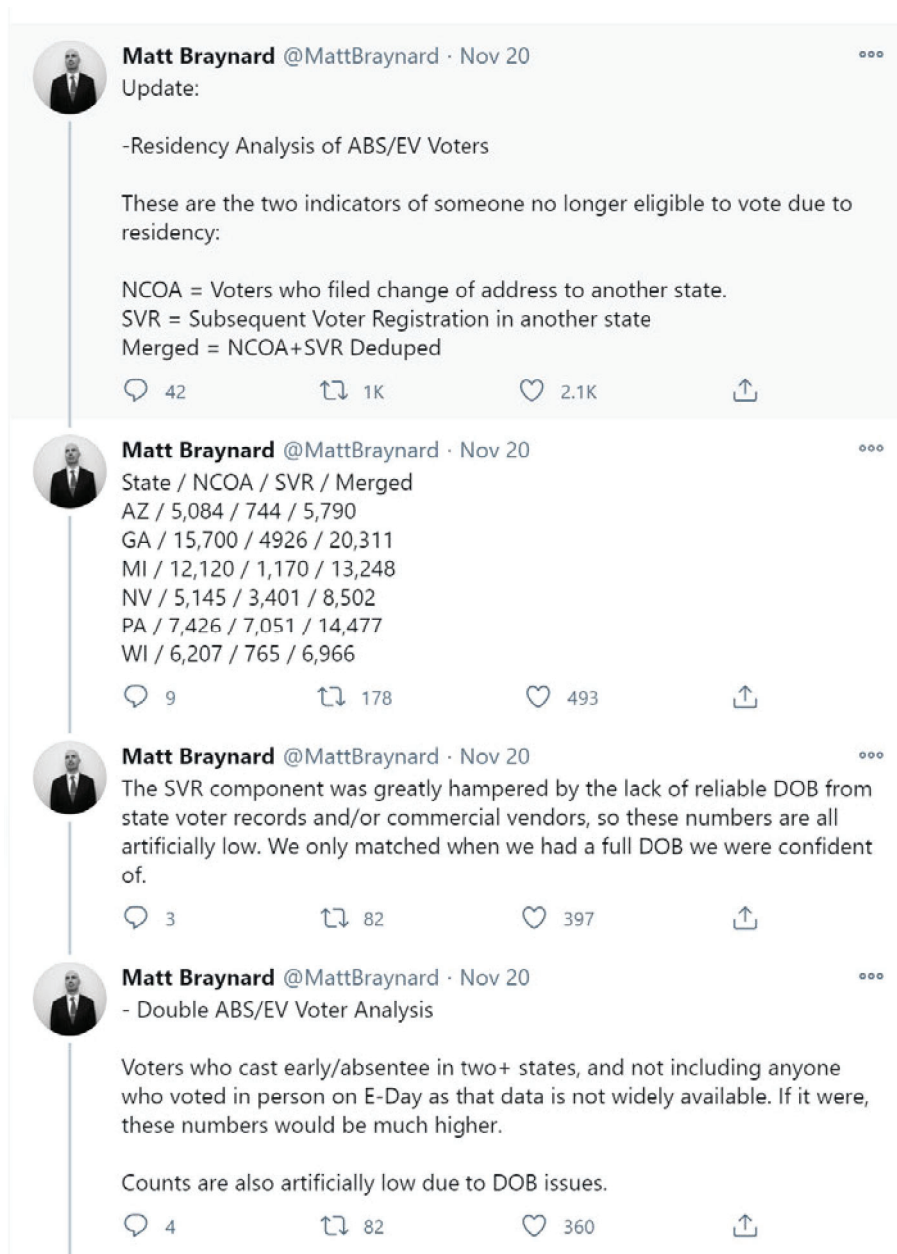 Matt Braynard @MattBraynard · Nov 20
Update:
-Residency Analysis of ABS/EV Voters
These are the two indicators of someone no longer eligible to vote due to
residency:
NCOA = Voters who filed change of address to another state.
SVR = Subsequent Voter Registration in another state
Merged = NCOA+SVR Deduped
42 1K 2.1K
Matt Braynard @MattBraynard · Nov 20
State / NCOA / SVR / Merged
AZ / 5,084 / 744 / 5,790
GA / 15,700 / 4926 / 20,311
MI / 12,120 / 1,170 / 13,248
NV / 5,145 / 3,401 / 8,502
PA / 7,426 / 7,051 / 14,477
WI / 6,207 / 765 / 6,966
9 178 493
Matt Braynard @MattBraynard · Nov 20
The SVR component was greatly hampered by the lack of reliable DOB from
state voter records and/or commercial vendors, so these numbers are all
artificially low. We only matched when we had a full DOB we were confident
of.
3 82 397
Matt Braynard @MattBraynard · Nov 20
- Double ABS/EV Voter Analysis
Voters who cast early/absentee in two+ states, and not including anyone
who voted in person on E-Day as that data is not widely available. If it were,
these numbers would be much higher.
Counts are also artificially low due to DOB issues.
4 82 360